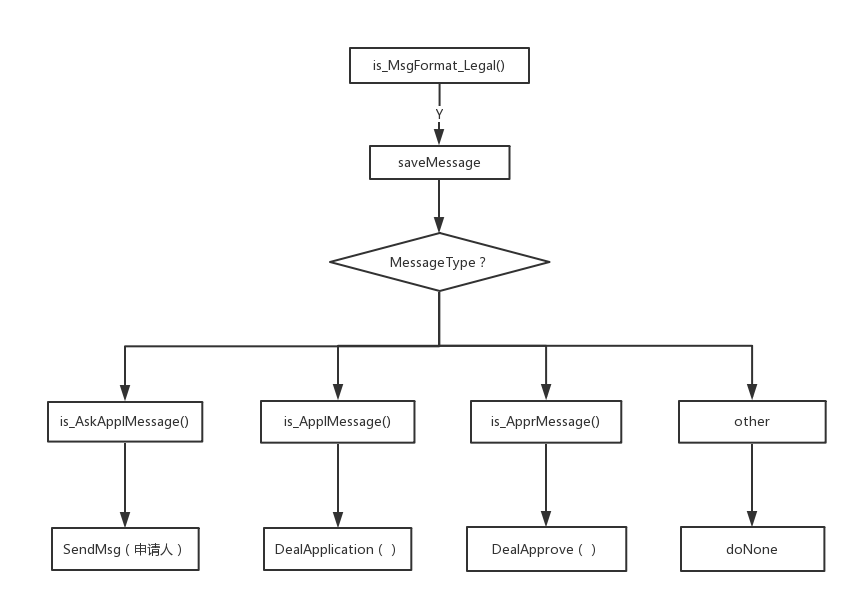 is_MsgFormat_Legal()
Y
saveMessage
MessageType？
is_AskApplMessage()
is_ApplMessage()
is_ApprMessage()
other
SendMsg（申请人）
DealApplication（ ）
DealApprove（ ）
doNone